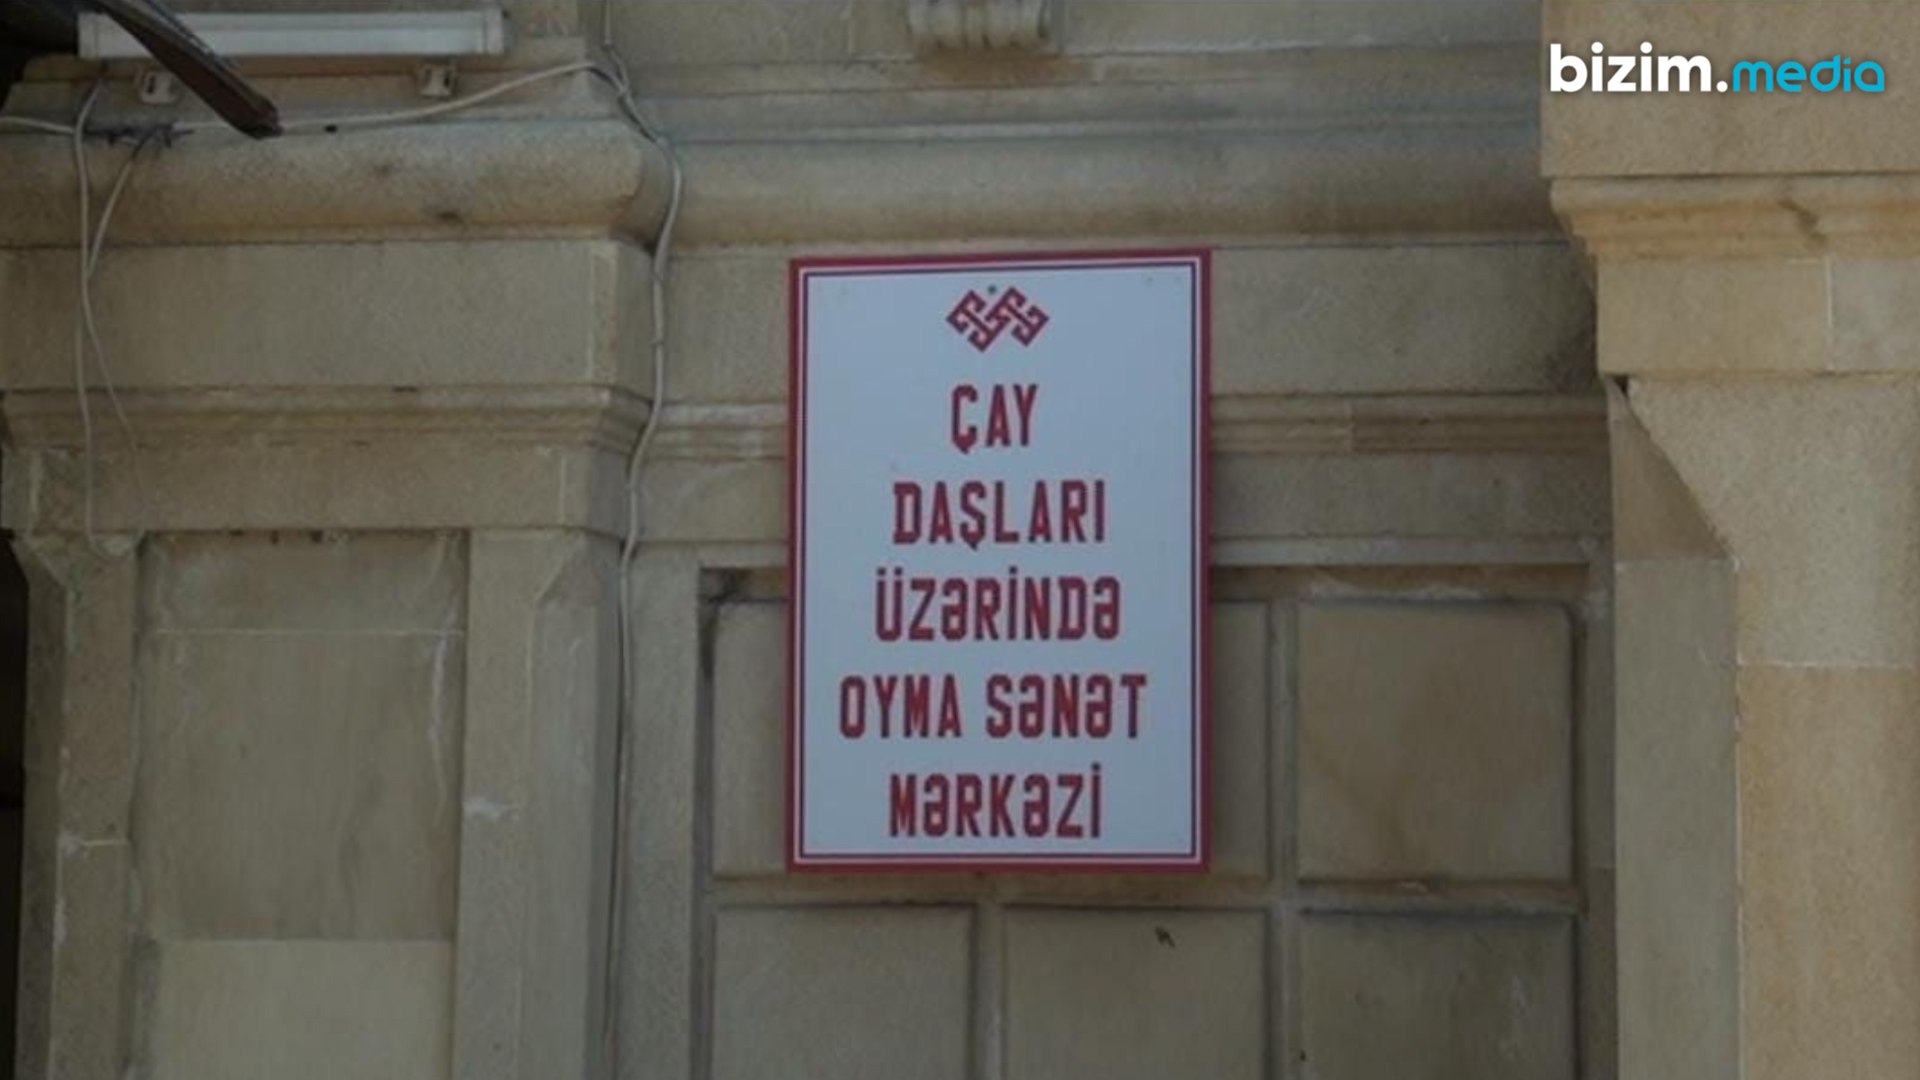 bizim.media
ÇAY
DAŞLARI
ÜZƏRİNDƏ
OYMA SƏNƏT
MƏRKƏZİ